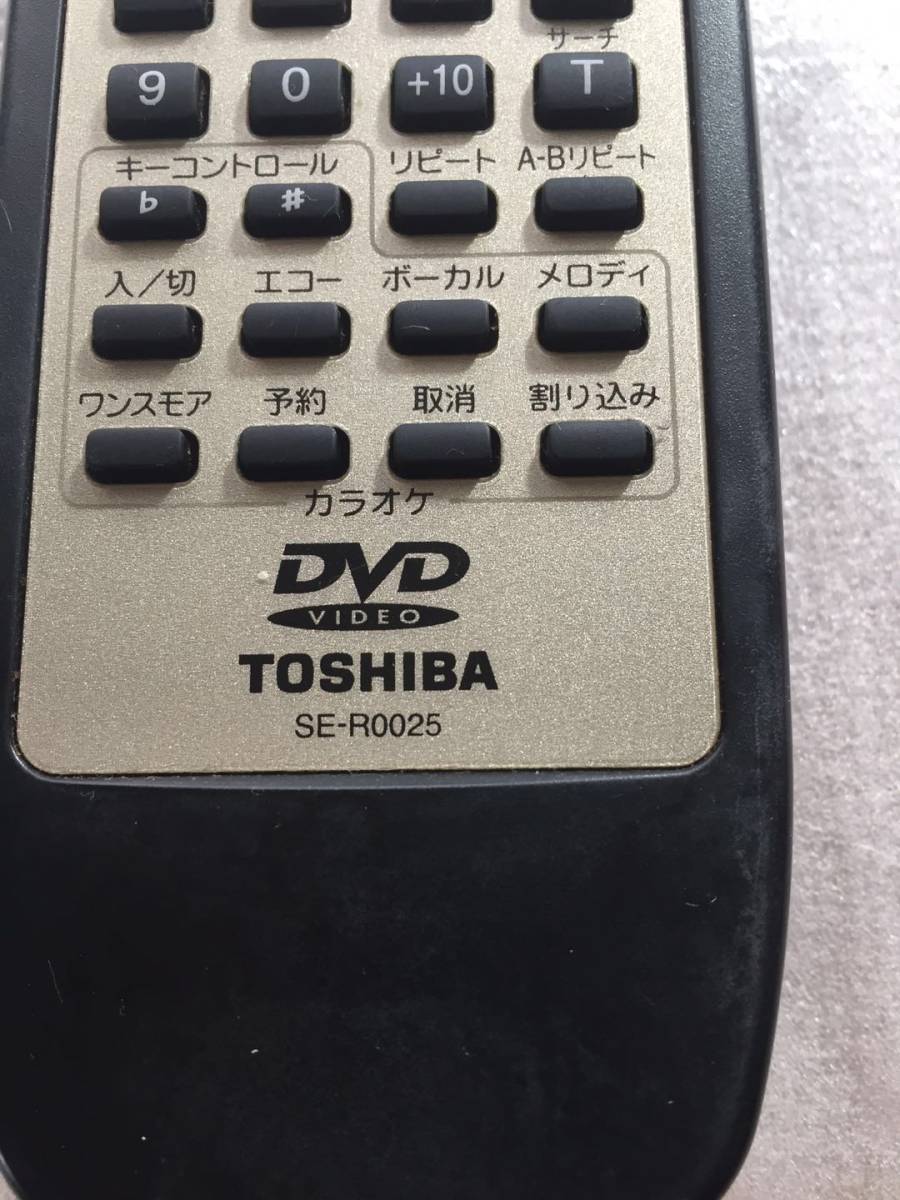 サーチ
9 0 +10 T
キーコントロール リピート A-Bリピート
♭ ♯
入／切 エコー ボーカル メロディ
ワンスモア 予約 取消 割り込み
カラオケ
DVD
VIDEO
TOSHIBA
SE-R0025